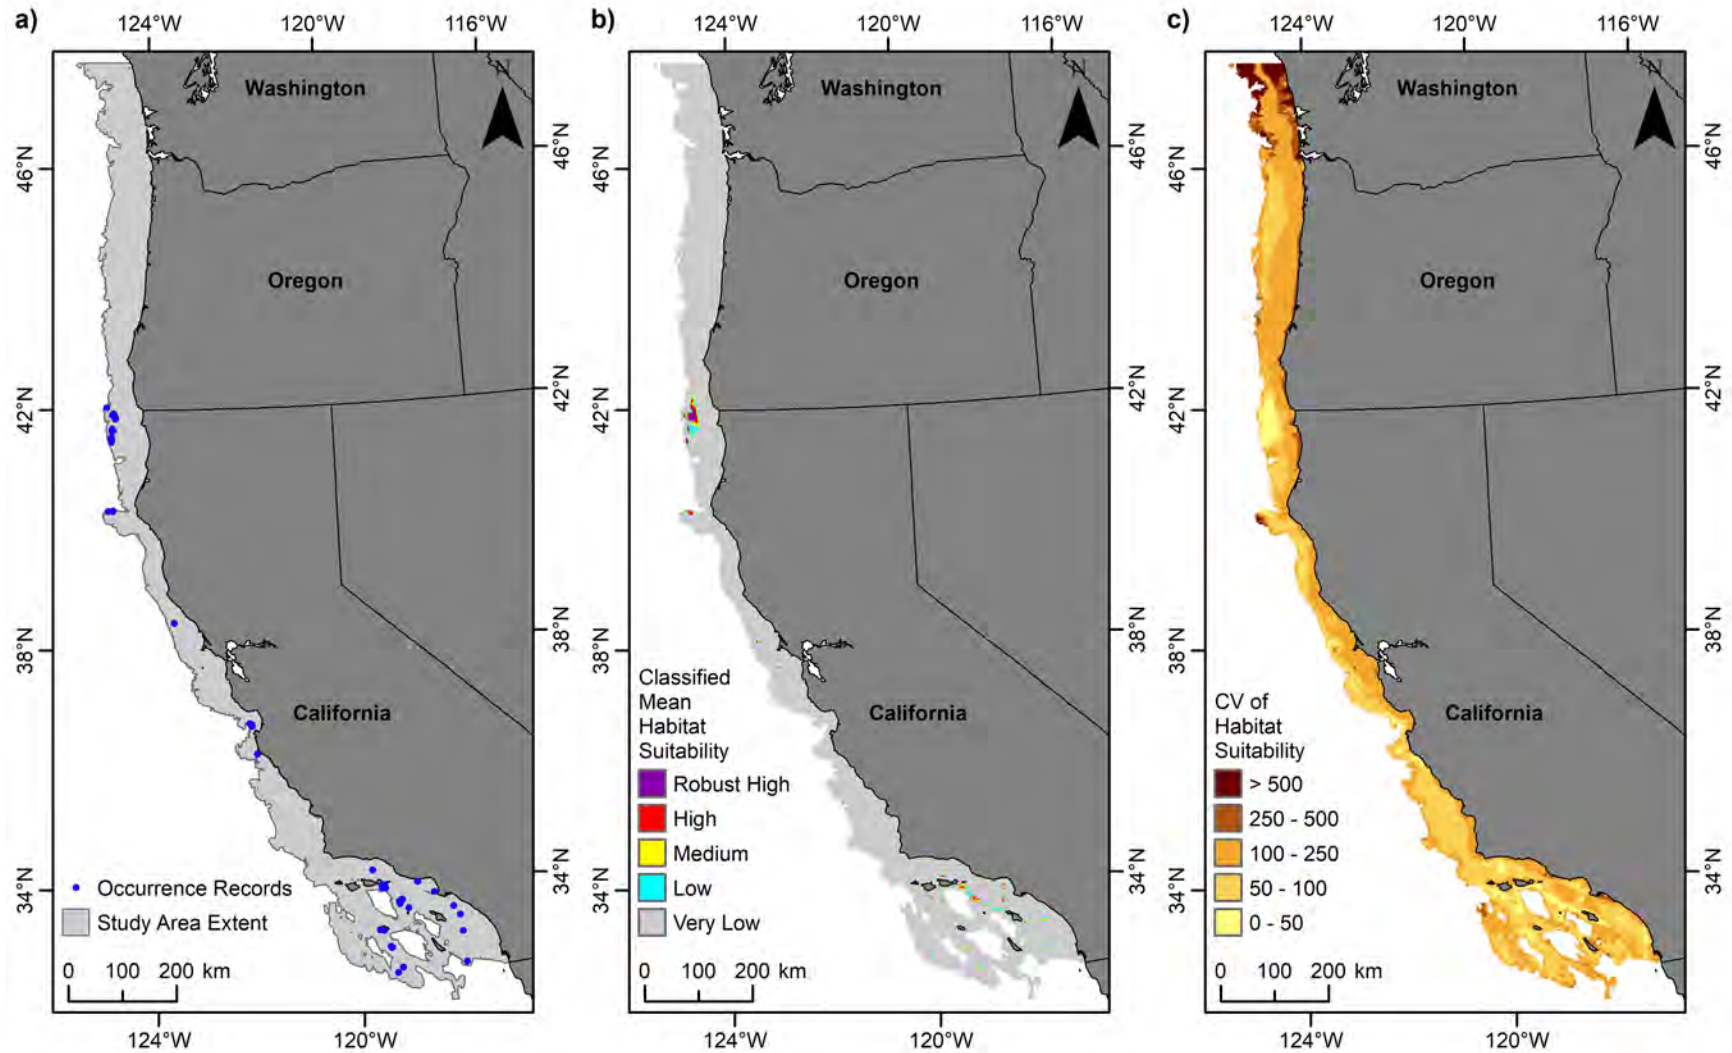 a)
124°W
120°W
116°W
46°N
42°N
38°N
34°N
46°N
42°N
38°N
34°N
Washington
Oregon
California
N
Occurrence Records
Study Area Extent
0 100 200 km
124°W
120°W
b)
124°W
120°W
116°W
46°N
42°N
38°N
34°N
46°N
42°N
38°N
34°N
Washington
Oregon
California
N
Classified
Mean
Habitat
Suitability
Robust High
High
Medium
Low
Very Low
0 100 200 km
124°W
120°W
c)
124°W
120°W
116°W
46°N
42°N
38°N
34°N
46°N
42°N
38°N
34°N
Washington
Oregon
California
N
CV of
Habitat
Suitability
> 500
250 - 500
100 - 250
50 - 100
0 - 50
0 100 200 km
124°W
120°W